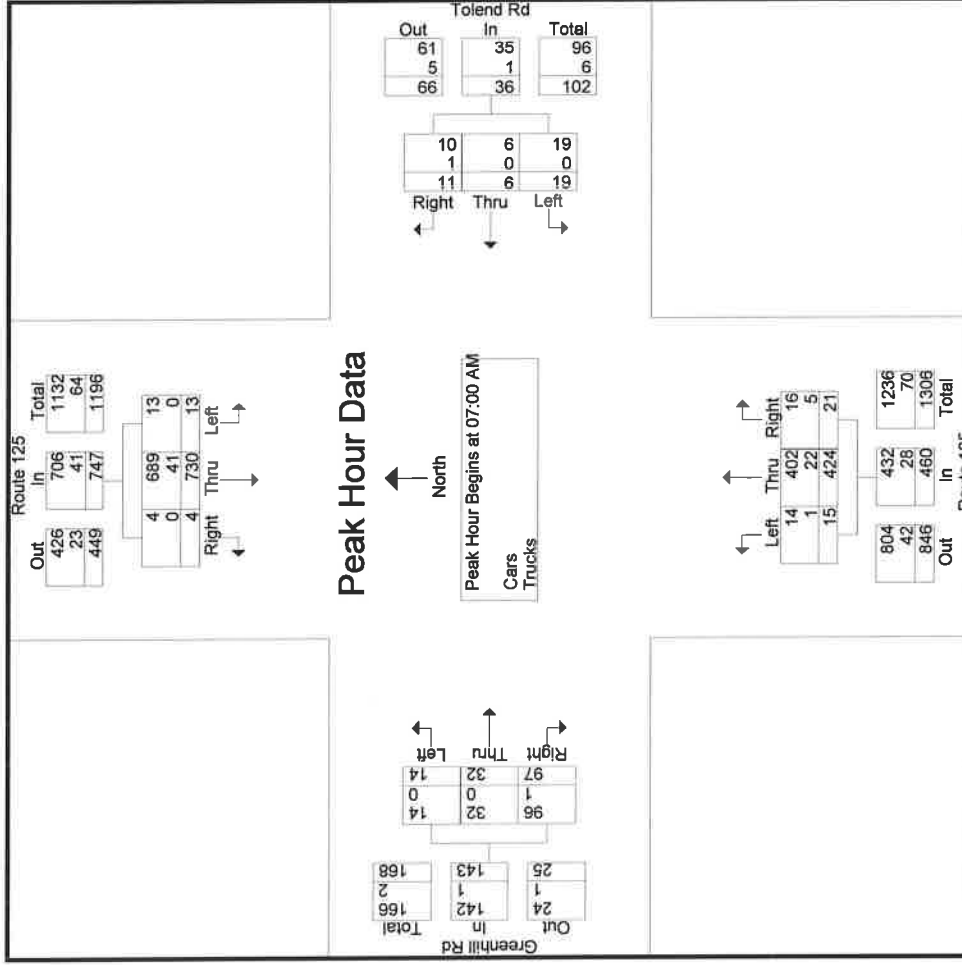 Tolend Rd
Out In Total
61 35 96
5 1 6
66 36 102
10 6 19
1 0 0
11 6 19
Right Thru Left
Route 125
Out In Total
426 706 1132
23 41 64
449 747 1196
4 689 13
0 41 0
4 730 13
Right Thru Left
Peak Hour Data
North
Peak Hour Begins at 07:00 AM
Cars
Trucks
Left Thru Right
14 402 16
1 22 5
15 424 21
804 432 1236
42 28 70
846 460 1306
Out In Total
Route 125
Greenhill Rd
Out In Total
24 142 166
1 1 2
25 143 168
96 32 14
1 0 0
97 32 14
Right Thru Left